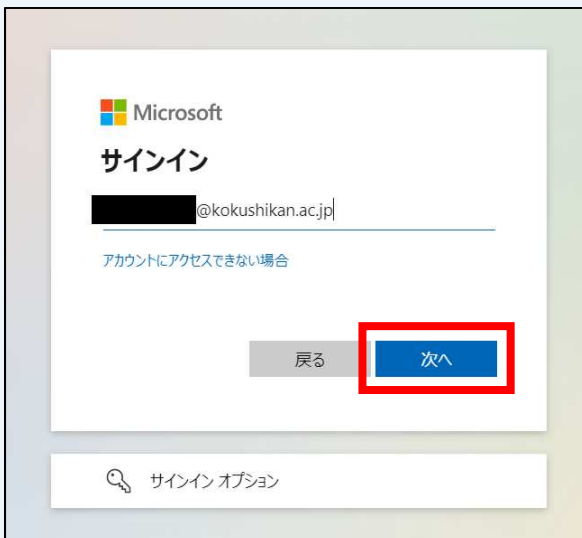 Microsoft
サインイン
@kokushikan.ac.jp
アカウントにアクセスできない場合
戻る
次へ
サインイン オプション